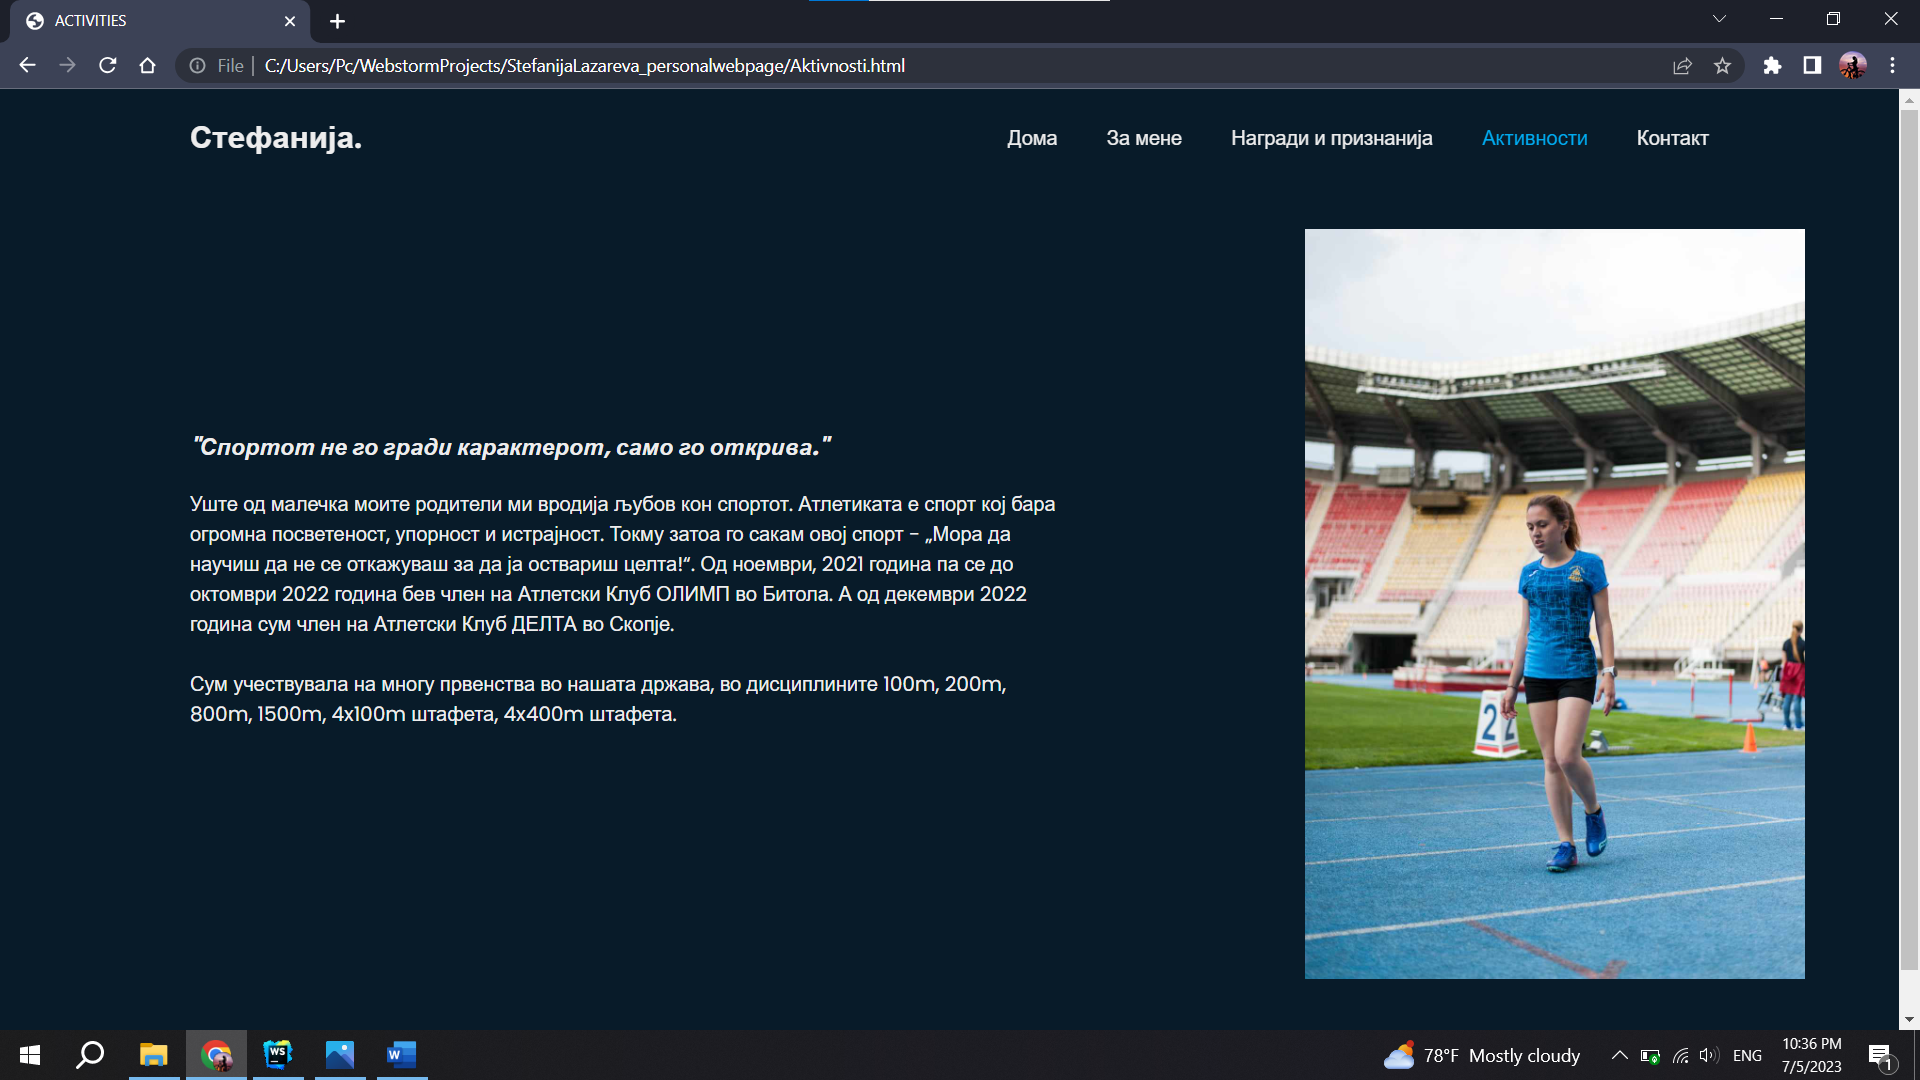 ACTIVITIES
File
C:/Users/Pc/WebstormProjects/StefanijaLazareva_personalwebpage/Aktivnosti.html
Стефанија.
Дома За мене Награди и признанија Активности Контакт
"Спортот не го гради карактерот, само го открива."
Уште од малечка моите родители ми вродија љубов кон спортот. Атлетиката е спорт кој бара
огромна посветеност, упорност и истрајност. Токму затоа го сакам овој спорт - „Мора да
научиш да не се откажуваш за да ја оствариш целта!“. Од ноември, 2021 година па се до
октомври 2022 година бев член на Атлетски Клуб ОЛИМП во Битола. А од декември 2022
година сум член на Атлетски Клуб ДЕЛТА во Скопје.
Сум учествувала на многу првенства во нашата држава, во дисциплините 100m, 200m,
800m, 1500m, 4x100m штафета, 4x400m штафета.
2 2
WS
W
78°F Mostly cloudy
ENG
10:36 PM
7/5/2023
1